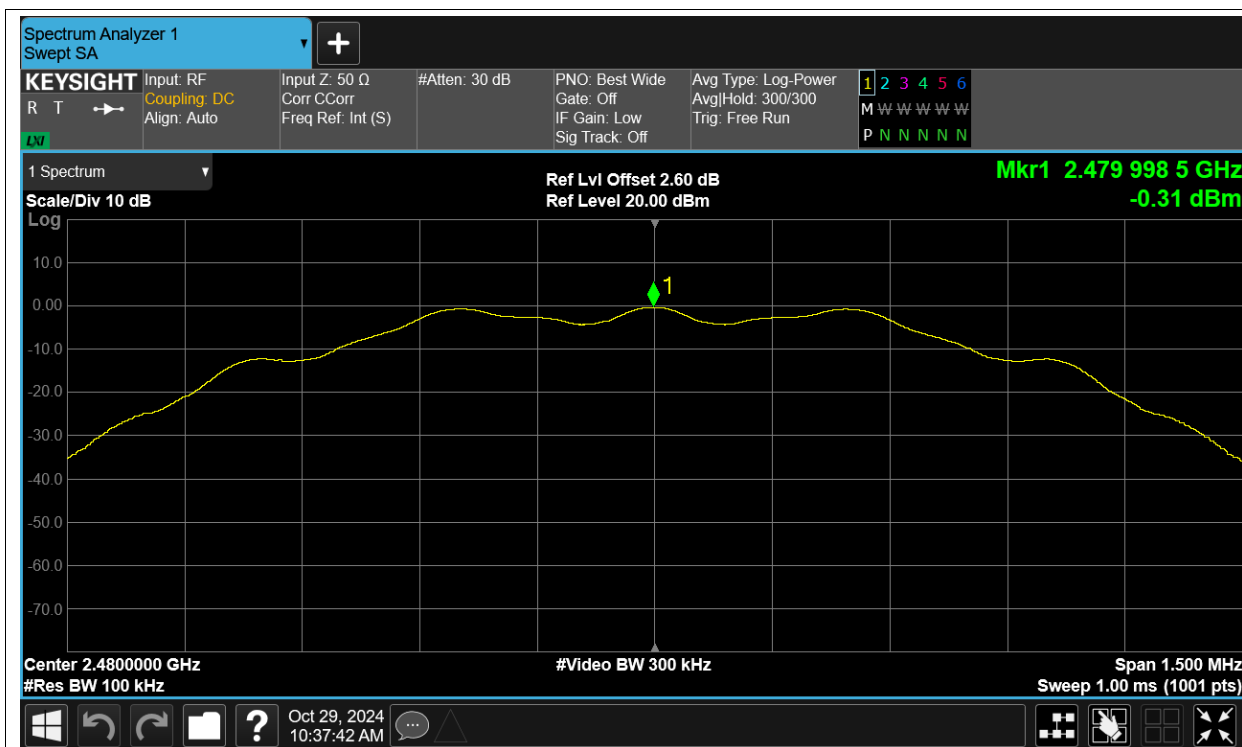 Spectrum Analyzer 1
Swept SA
KEYSIGHT
R T
LXI
Input: RF
Coupling: DC
Align: Auto
Input Z: 50 Ω
Corr CCorr
Freq Ref: Int (S)
#Atten: 30 dB
PNO: Best Wide
Gate: Off
IF Gain: Low
Sig Track: Off
Avg Type: Log-Power
Avg|Hold: 300/300
Trig: Free Run
1 2 3 4 5 6
M W W W W W
P N N N N N
1 Spectrum
Scale/Div 10 dB
Log
Ref Lvl Offset 2.60 dB
Ref Level 20.00 dBm
Mkr1 2.479 998 5 GHz
-0.31 dBm
1
10.0
0.00
-10.0
-20.0
-30.0
-40.0
-50.0
-60.0
-70.0
Center 2.4800000 GHz
#Res BW 100 kHz
#Video BW 300 kHz
Span 1.500 MHz
Sweep 1.00 ms (1001 pts)
?
Oct 29, 2024
10:37:42 AM